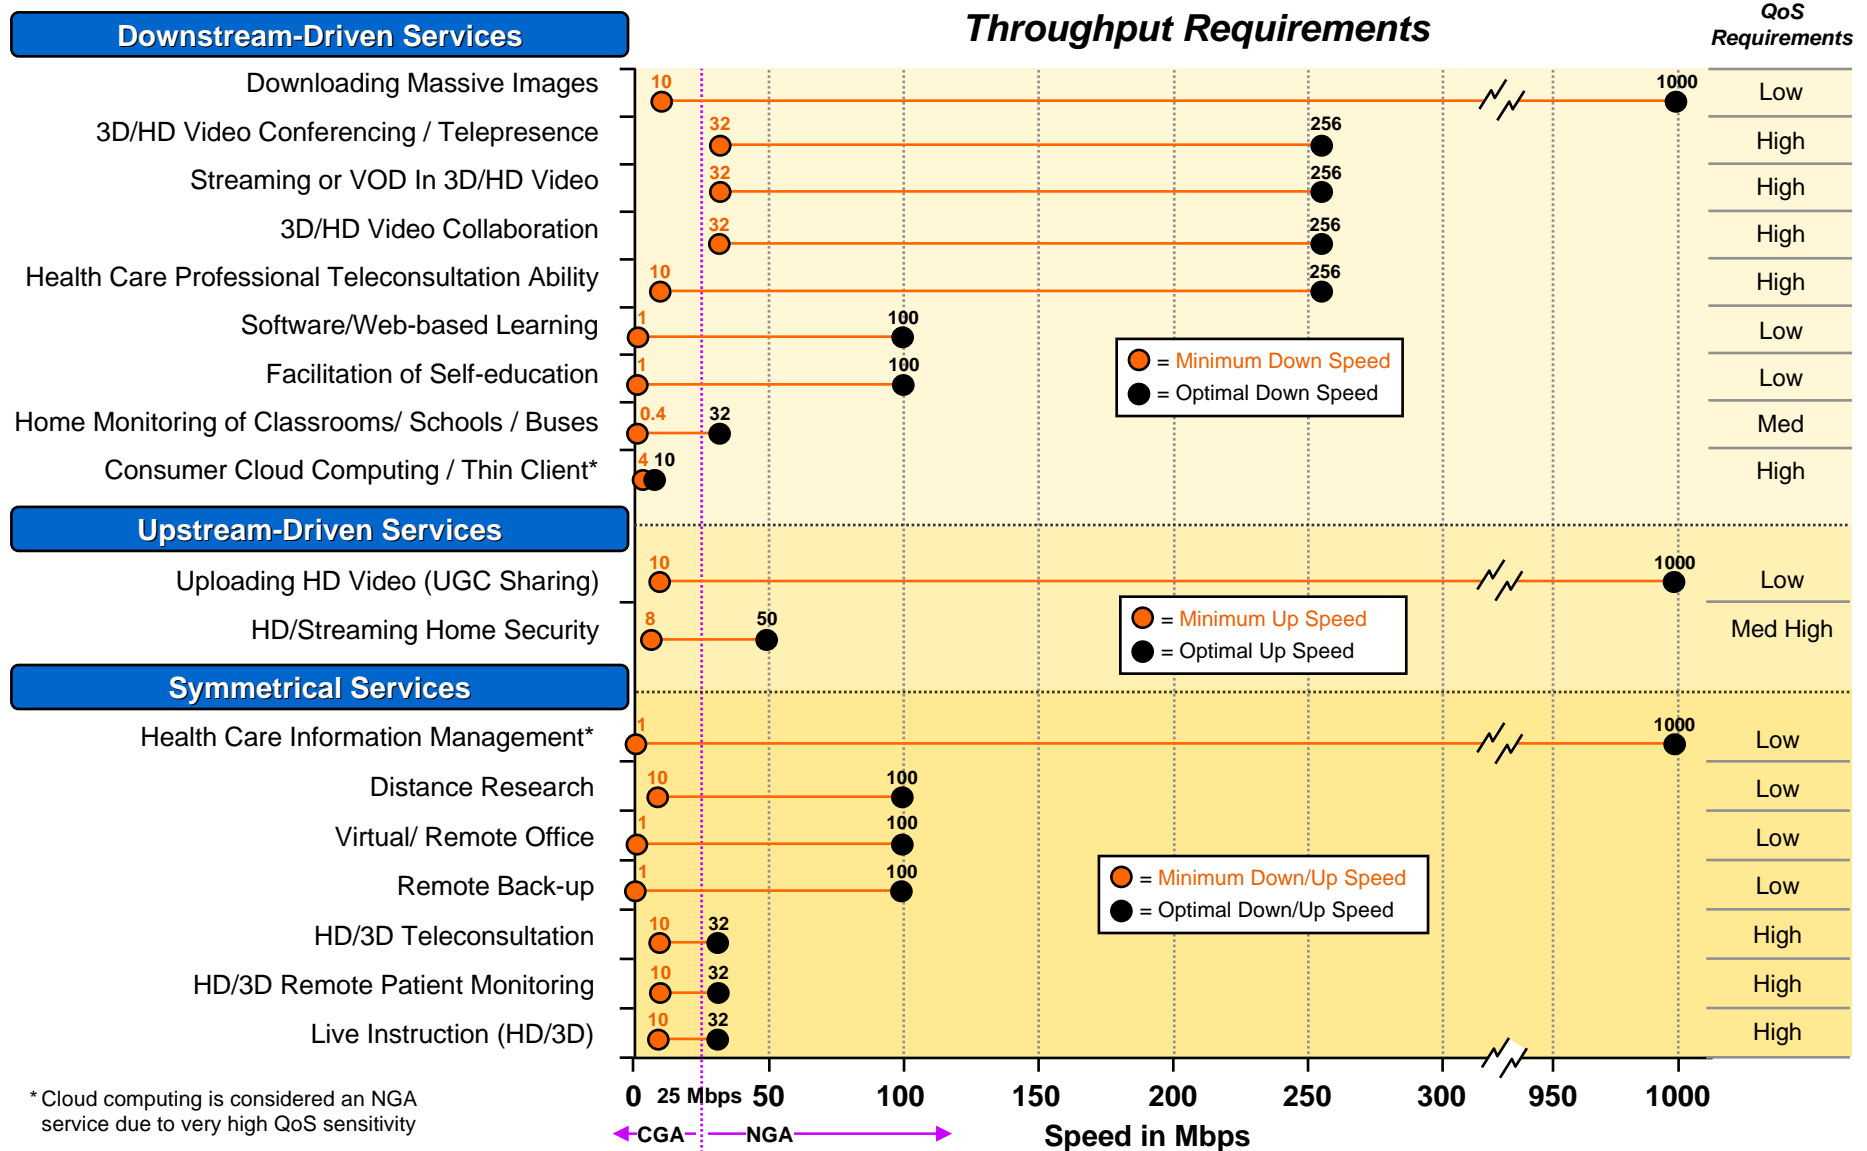 Downstream-Driven Services
Throughput Requirements
QoS
Requirements
Downloading Massive Images
10
1000
Low
3D/HD Video Conferencing / Telepresence
32
256
High
Streaming or VOD In 3D/HD Video
32
256
High
3D/HD Video Collaboration
32
256
High
Health Care Professional Teleconsultation Ability
10
256
High
Software/Web-based Learning
1
100
Low
Facilitation of Self-education
1
100
Low
= Minimum Down Speed
= Optimal Down Speed
Home Monitoring of Classrooms/ Schools / Buses
0.4
32
Med
Consumer Cloud Computing / Thin Client*
4
10
High
Upstream-Driven Services
Uploading HD Video (UGC Sharing)
10
1000
Low
HD/Streaming Home Security
8
50
Med High
= Minimum Up Speed
= Optimal Up Speed
Symmetrical Services
Health Care Information Management*
1
1000
Low
Distance Research
10
100
Low
Virtual/ Remote Office
1
100
Low
Remote Back-up
1
100
Low
= Minimum Down/Up Speed
= Optimal Down/Up Speed
HD/3D Teleconsultation
10
32
High
HD/3D Remote Patient Monitoring
10
32
High
Live Instruction (HD/3D)
10
32
High
0 25 Mbps 50 100 150 200 250 300 950 1000
* Cloud computing is considered an NGA
service due to very high QoS sensitivity
CGA NGA
Speed in Mbps